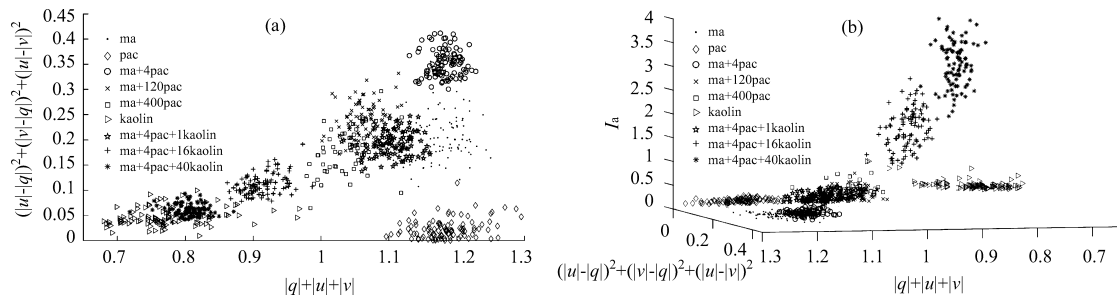 (a)
0.45
0.4
0.35
0.3
0.25
0.2
0.15
0.1
0.05
0
(|u|-|q|)²+(|v|-|q|)²+(|u|-|v|)²
ma
pac
ma+4pac
ma+120pac
ma+400pac
kaolin
ma+4pac+1kaolin
ma+4pac+16kaolin
ma+4pac+40kaolin
0.7 0.8 0.9 1 1.1 1.2 1.3
|q|+|u|+|v|
(b)
4
3.5
3
2.5
2
1.5
1
0.5
0
Ia
ma
pac
ma+4pac
ma+120pac
ma+400pac
kaolin
ma+4pac+1kaolin
ma+4pac+16kaolin
ma+4pac+40kaolin
0 0.2 0.4
(|u|-|q|)²+(|v|-|q|)²+(|u|-|v|)²
1.3 1.2 1.1 1 0.9 0.8 0.7
|q|+|u|+|v|